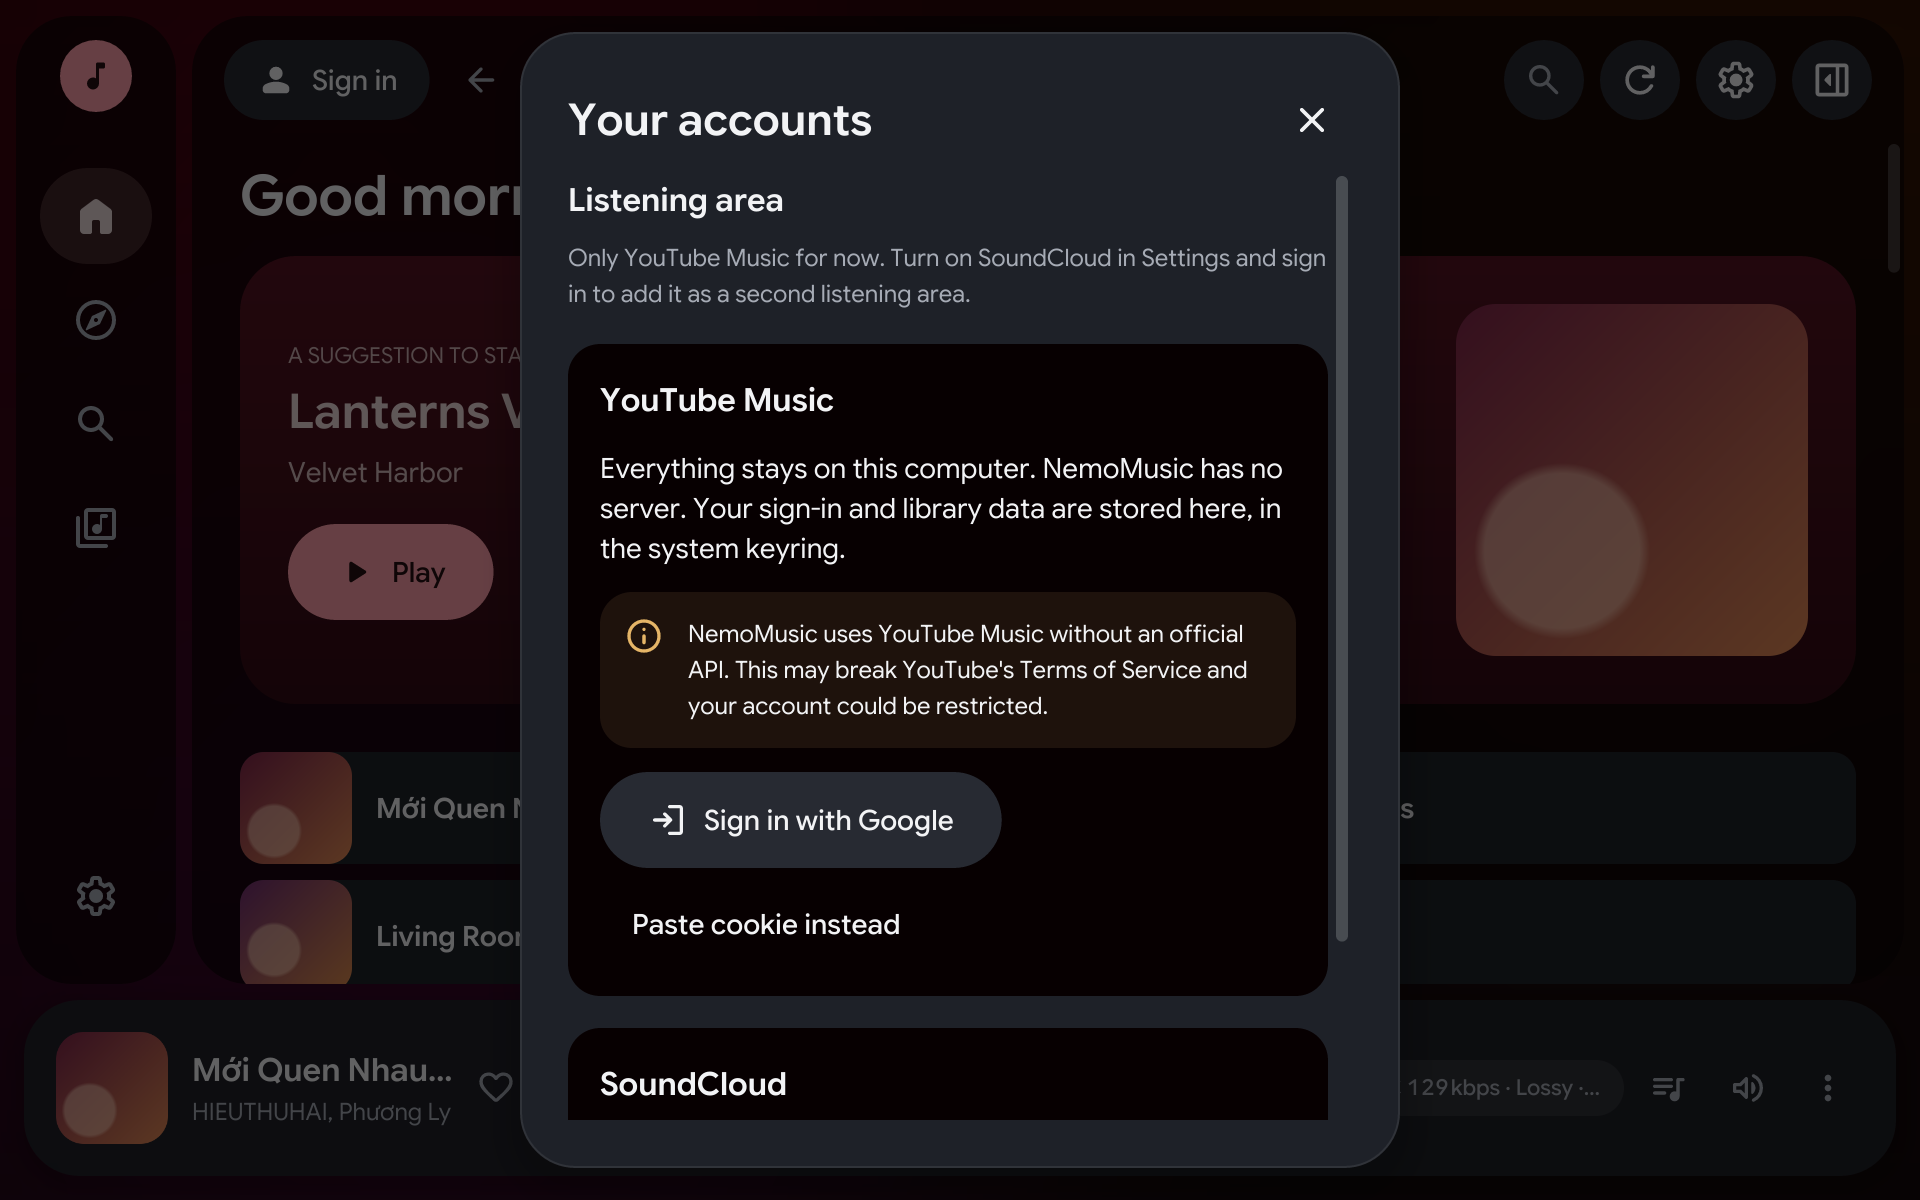 Sign in
Good morn
A SUGGESTION TO STA
Lanterns
Velvet Harbor
Play
Mới Quen
Living Roo
Your accounts
Listening area
Only YouTube Music for now. Turn on SoundCloud in Settings and sign
in to add it as a second listening area.
YouTube Music
Everything stays on this computer. NemoMusic has no
server. Your sign-in and library data are stored here, in
the system keyring.
NemoMusic uses YouTube Music without an official
API. This may break YouTube's Terms of Service and
your account could be restricted.
Sign in with Google
Paste cookie instead
SoundCloud
Mới Quen Nhau...
HIEUTHUHAI, Phương Ly
129kbps · Lossy ·...